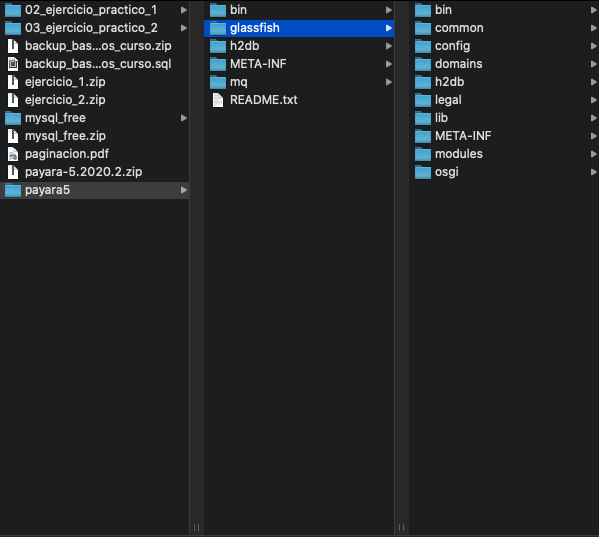 02_ejercicio_practico_1
03_ejercicio_practico_2
backup_bas...os_curso.zip
backup_bas...os_curso.sql
ejercicio_1.zip
ejercicio_2.zip
mysql_free
mysql_free.zip
paginacion.pdf
payara-5.2020.2.zip
payara5
bin
glassfish
h2db
META-INF
mq
README.txt
bin
common
config
domains
h2db
legal
lib
META-INF
modules
osgi